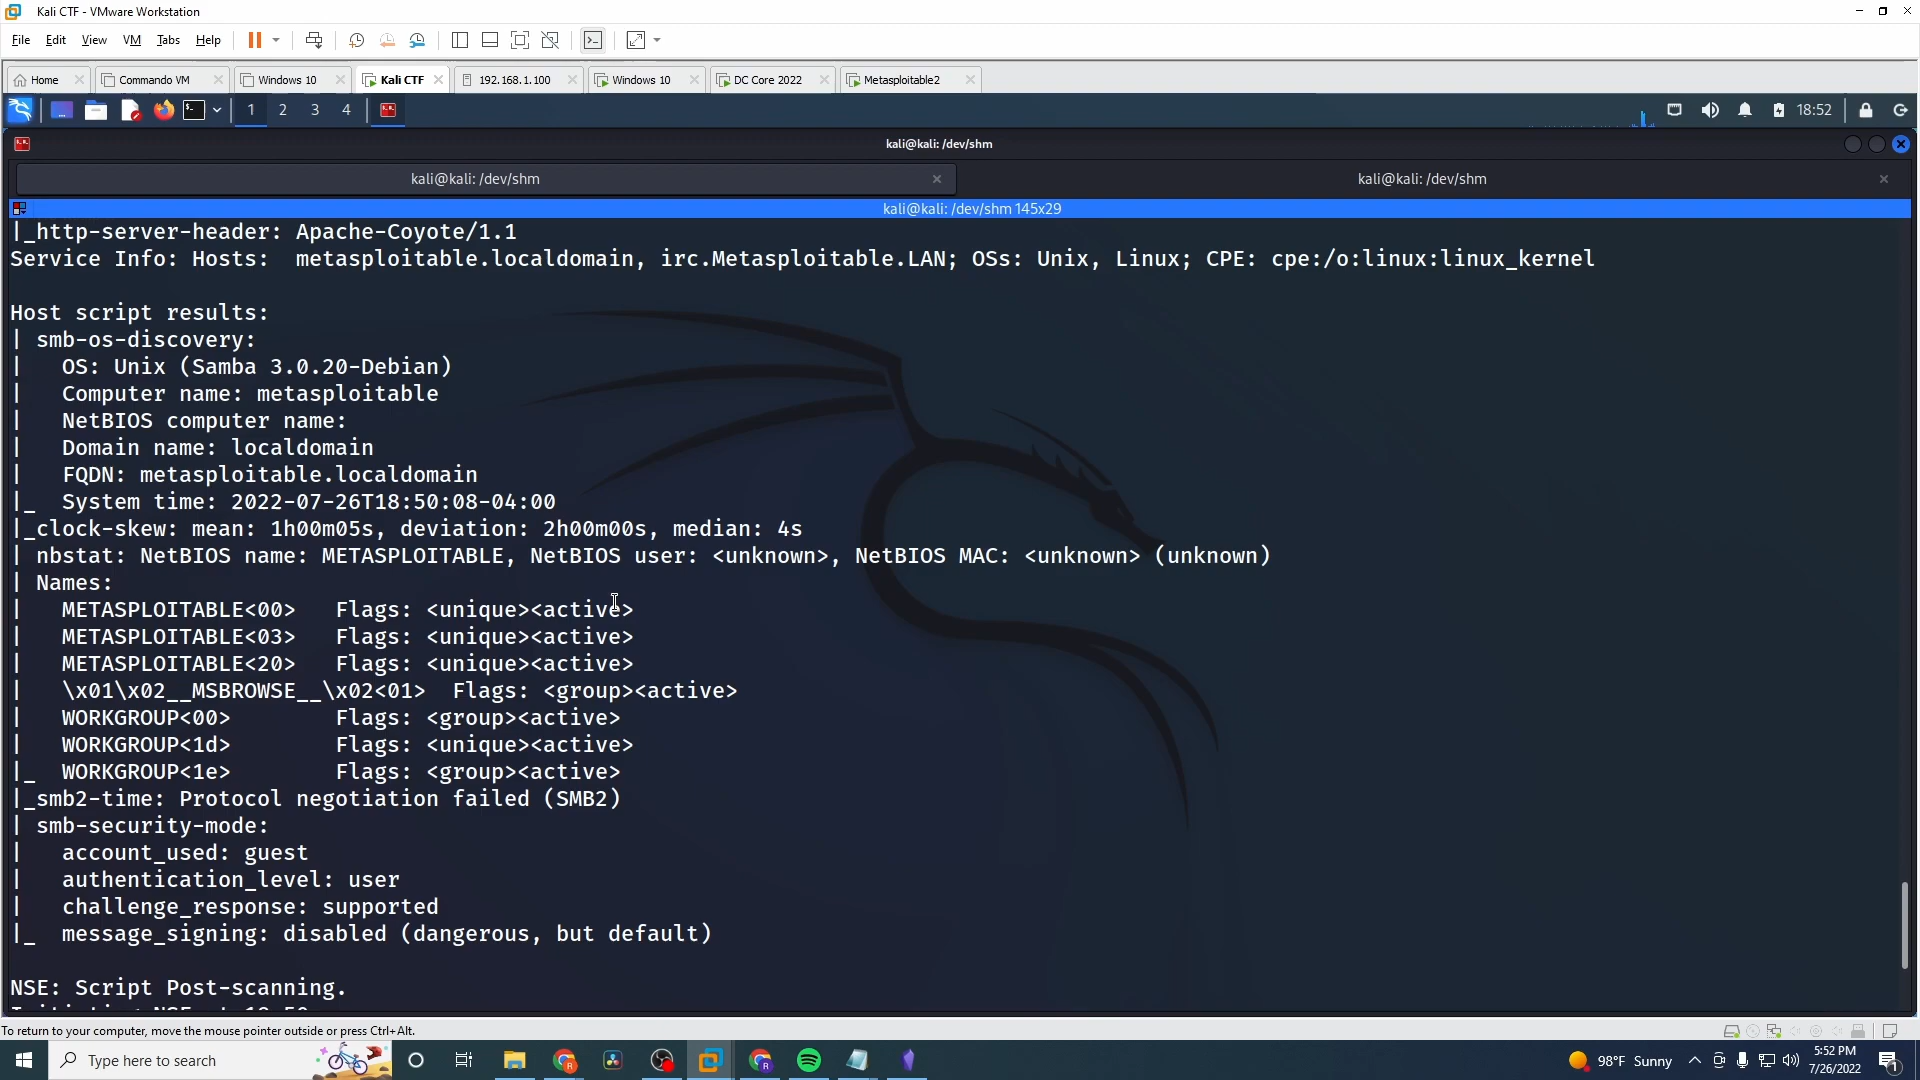 Kali CTF - VMware Workstation
File Edit View VM Tabs Help
Home Commando VM Windows 10 Kali CTF 192.168.1.100 Windows 10 DC Core 2022 Metasploitable2
1 2 3 4 18:52
kali@kali: /dev/shm
kali@kali: /dev/shm kali@kali: /dev/shm
kali@kali: /dev/shm 145x29
|_http-server-header: Apache-Coyote/1.1
Service Info: Hosts:  metasploitable.localdomain, irc.Metasploitable.LAN; OSs: Unix, Linux; CPE: cpe:/o:linux:linux_kernel
Host script results:
| smb-os-discovery:
|   OS: Unix (Samba 3.0.20-Debian)
|   Computer name: metasploitable
|   NetBIOS computer name:
|   Domain name: localdomain
|   FQDN: metasploitable.localdomain
|_  System time: 2022-07-26T18:50:08-04:00
|_clock-skew: mean: 1h00m05s, deviation: 2h00m00s, median: 4s
| nbstat: NetBIOS name: METASPLOITABLE, NetBIOS user: <unknown>, NetBIOS MAC: <unknown> (unknown)
| Names:
|   METASPLOITABLE<00>   Flags: <unique><active>
|   METASPLOITABLE<03>   Flags: <unique><active>
|   METASPLOITABLE<20>   Flags: <unique><active>
|   \x01\x02__MSBROWSE__\x02<01>  Flags: <group><active>
|   WORKGROUP<00>        Flags: <group><active>
|   WORKGROUP<1d>        Flags: <unique><active>
|_  WORKGROUP<1e>        Flags: <group><active>
|_smb2-time: Protocol negotiation failed (SMB2)
| smb-security-mode:
|   account_used: guest
|   authentication_level: user
|   challenge_response: supported
|_  message_signing: disabled (dangerous, but default)
NSE: Script Post-scanning.
To return to your computer, move the mouse pointer outside or press Ctrl+Alt.
Type here to search
98°F Sunny
5:52 PM
7/26/2022
1